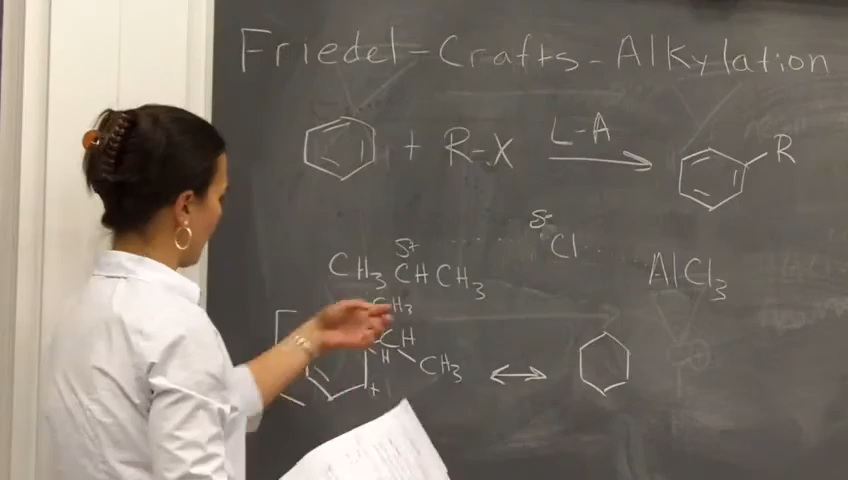 Friedel-Crafts-Alkylation
+ R-X L-A R
δ+ δ-
CH3CHCH3 Cl AlCl3
CH3
CH
H CH3
+